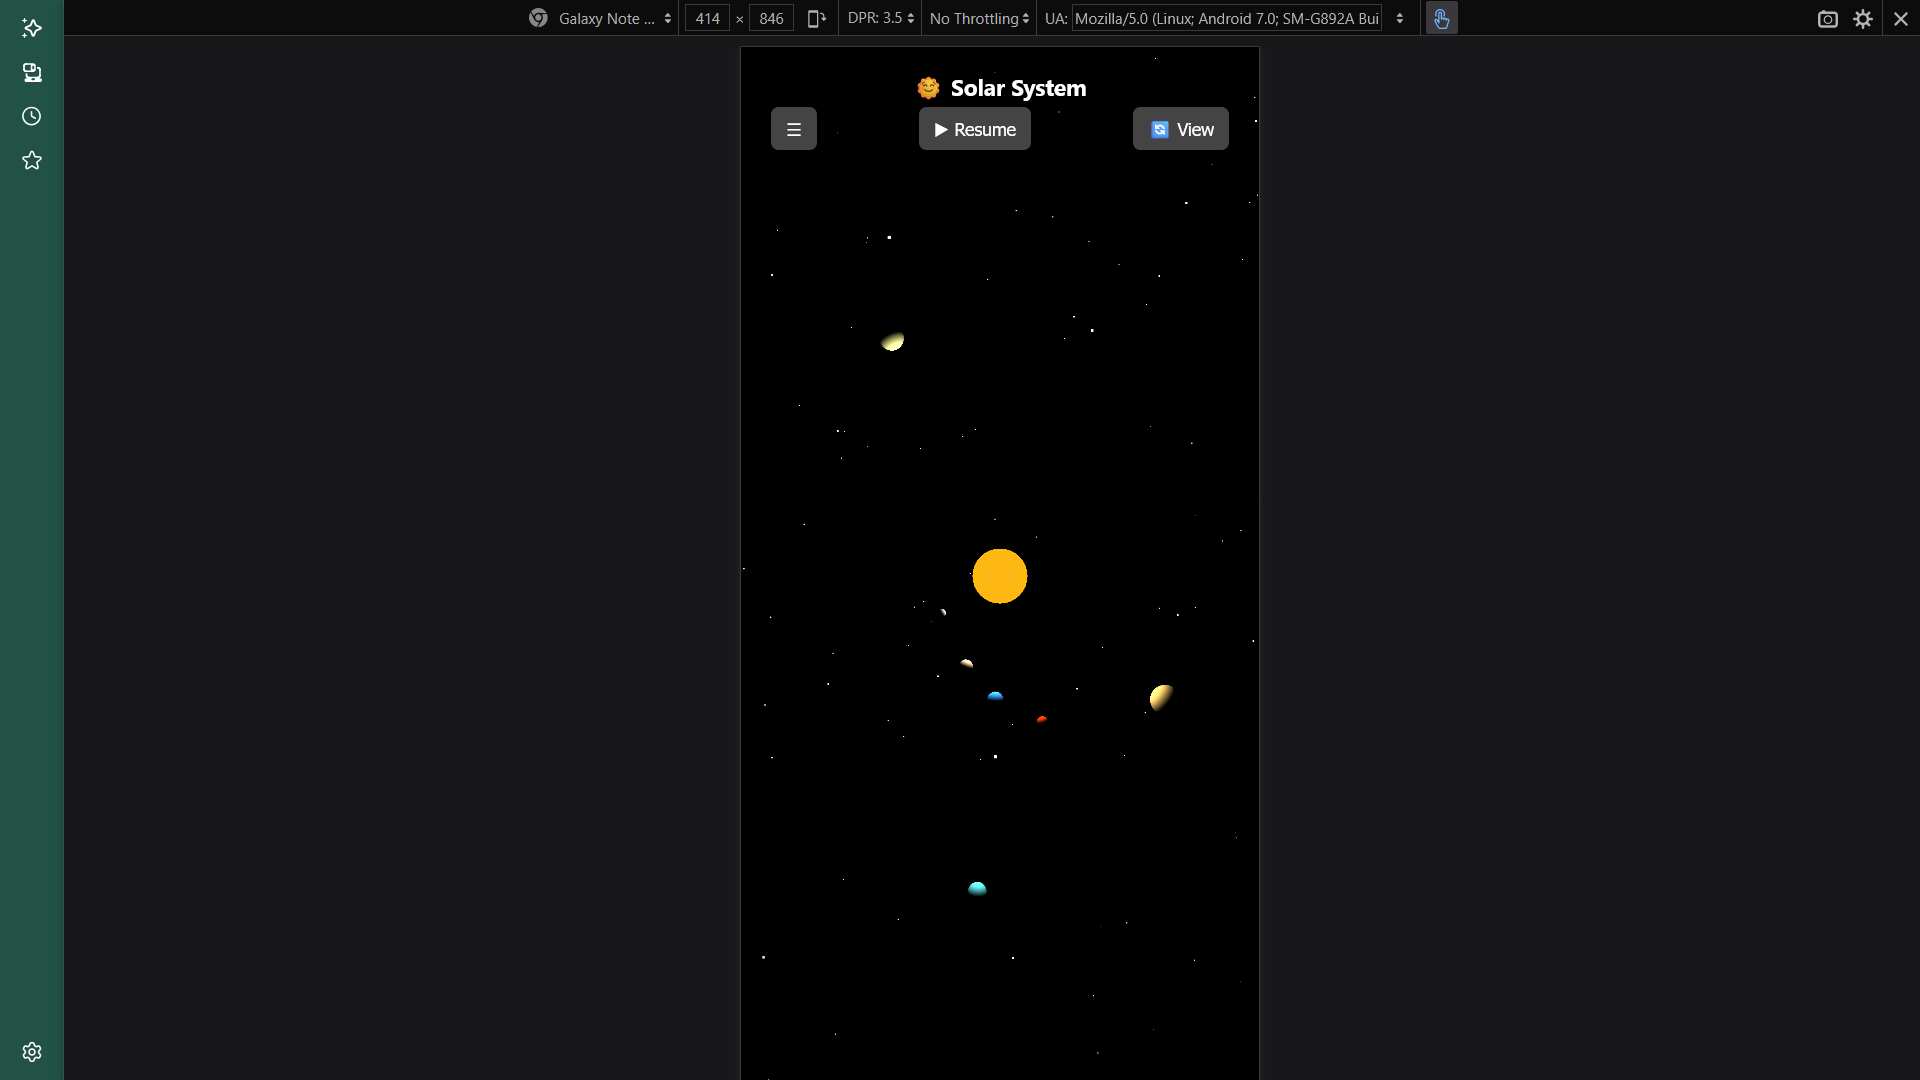 Galaxy Note ... 414 × 846 DPR: 3.5 No Throttling UA: Mozilla/5.0 (Linux; Android 7.0; SM-G892A Bui
🌞 Solar System
☰ ▶ Resume 🔄 View